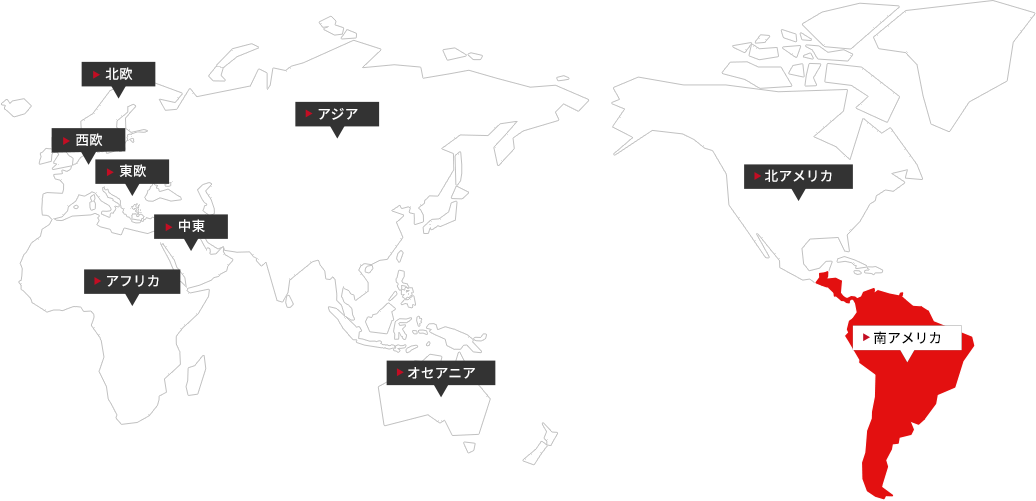 北欧
アジア
西欧
東欧
北アメリカ
中東
アフリカ
南アメリカ
オセアニア